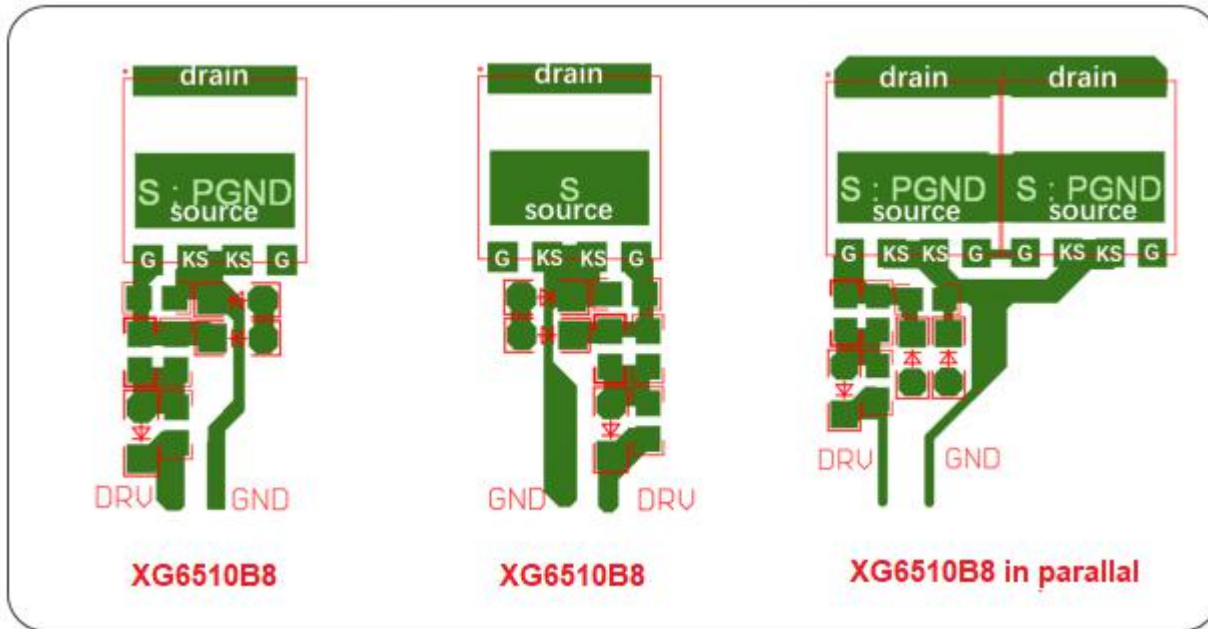 drain
S : PGND
source
G KS KS G
DRV GND
XG6510B8
drain
S
source
G KS KS G
GND DRV
XG6510B8
drain drain
S : PGND S : PGND
source source
G KS KS G G KS KS G
DRV GND
XG6510B8 in parallal